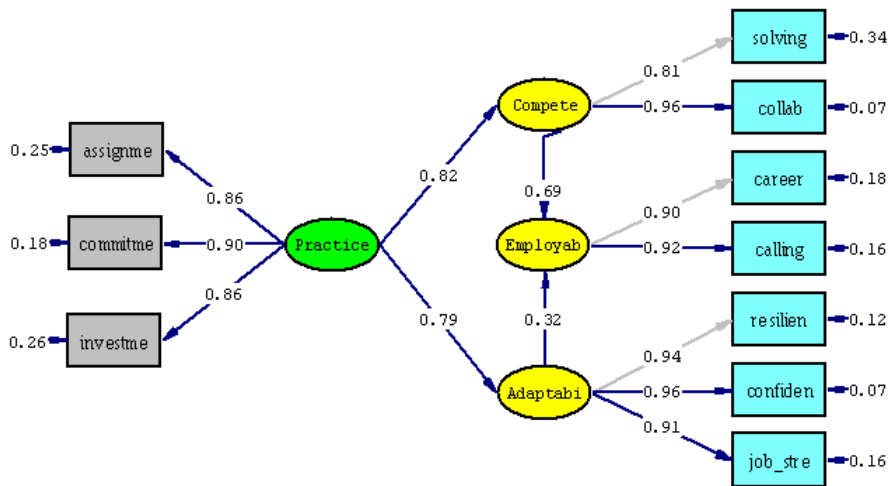 solving
0.34
0.81
Compete
0.96
collab
0.07
0.25
assignme
0.86
0.82
0.69
0.90
career
0.18
0.18
commitme
0.90
Practice
Employab
0.92
calling
0.16
0.86
0.79
0.32
resilien
0.12
0.26
investme
0.94
Adaptabi
0.96
confiden
0.07
0.91
job_stre
0.16